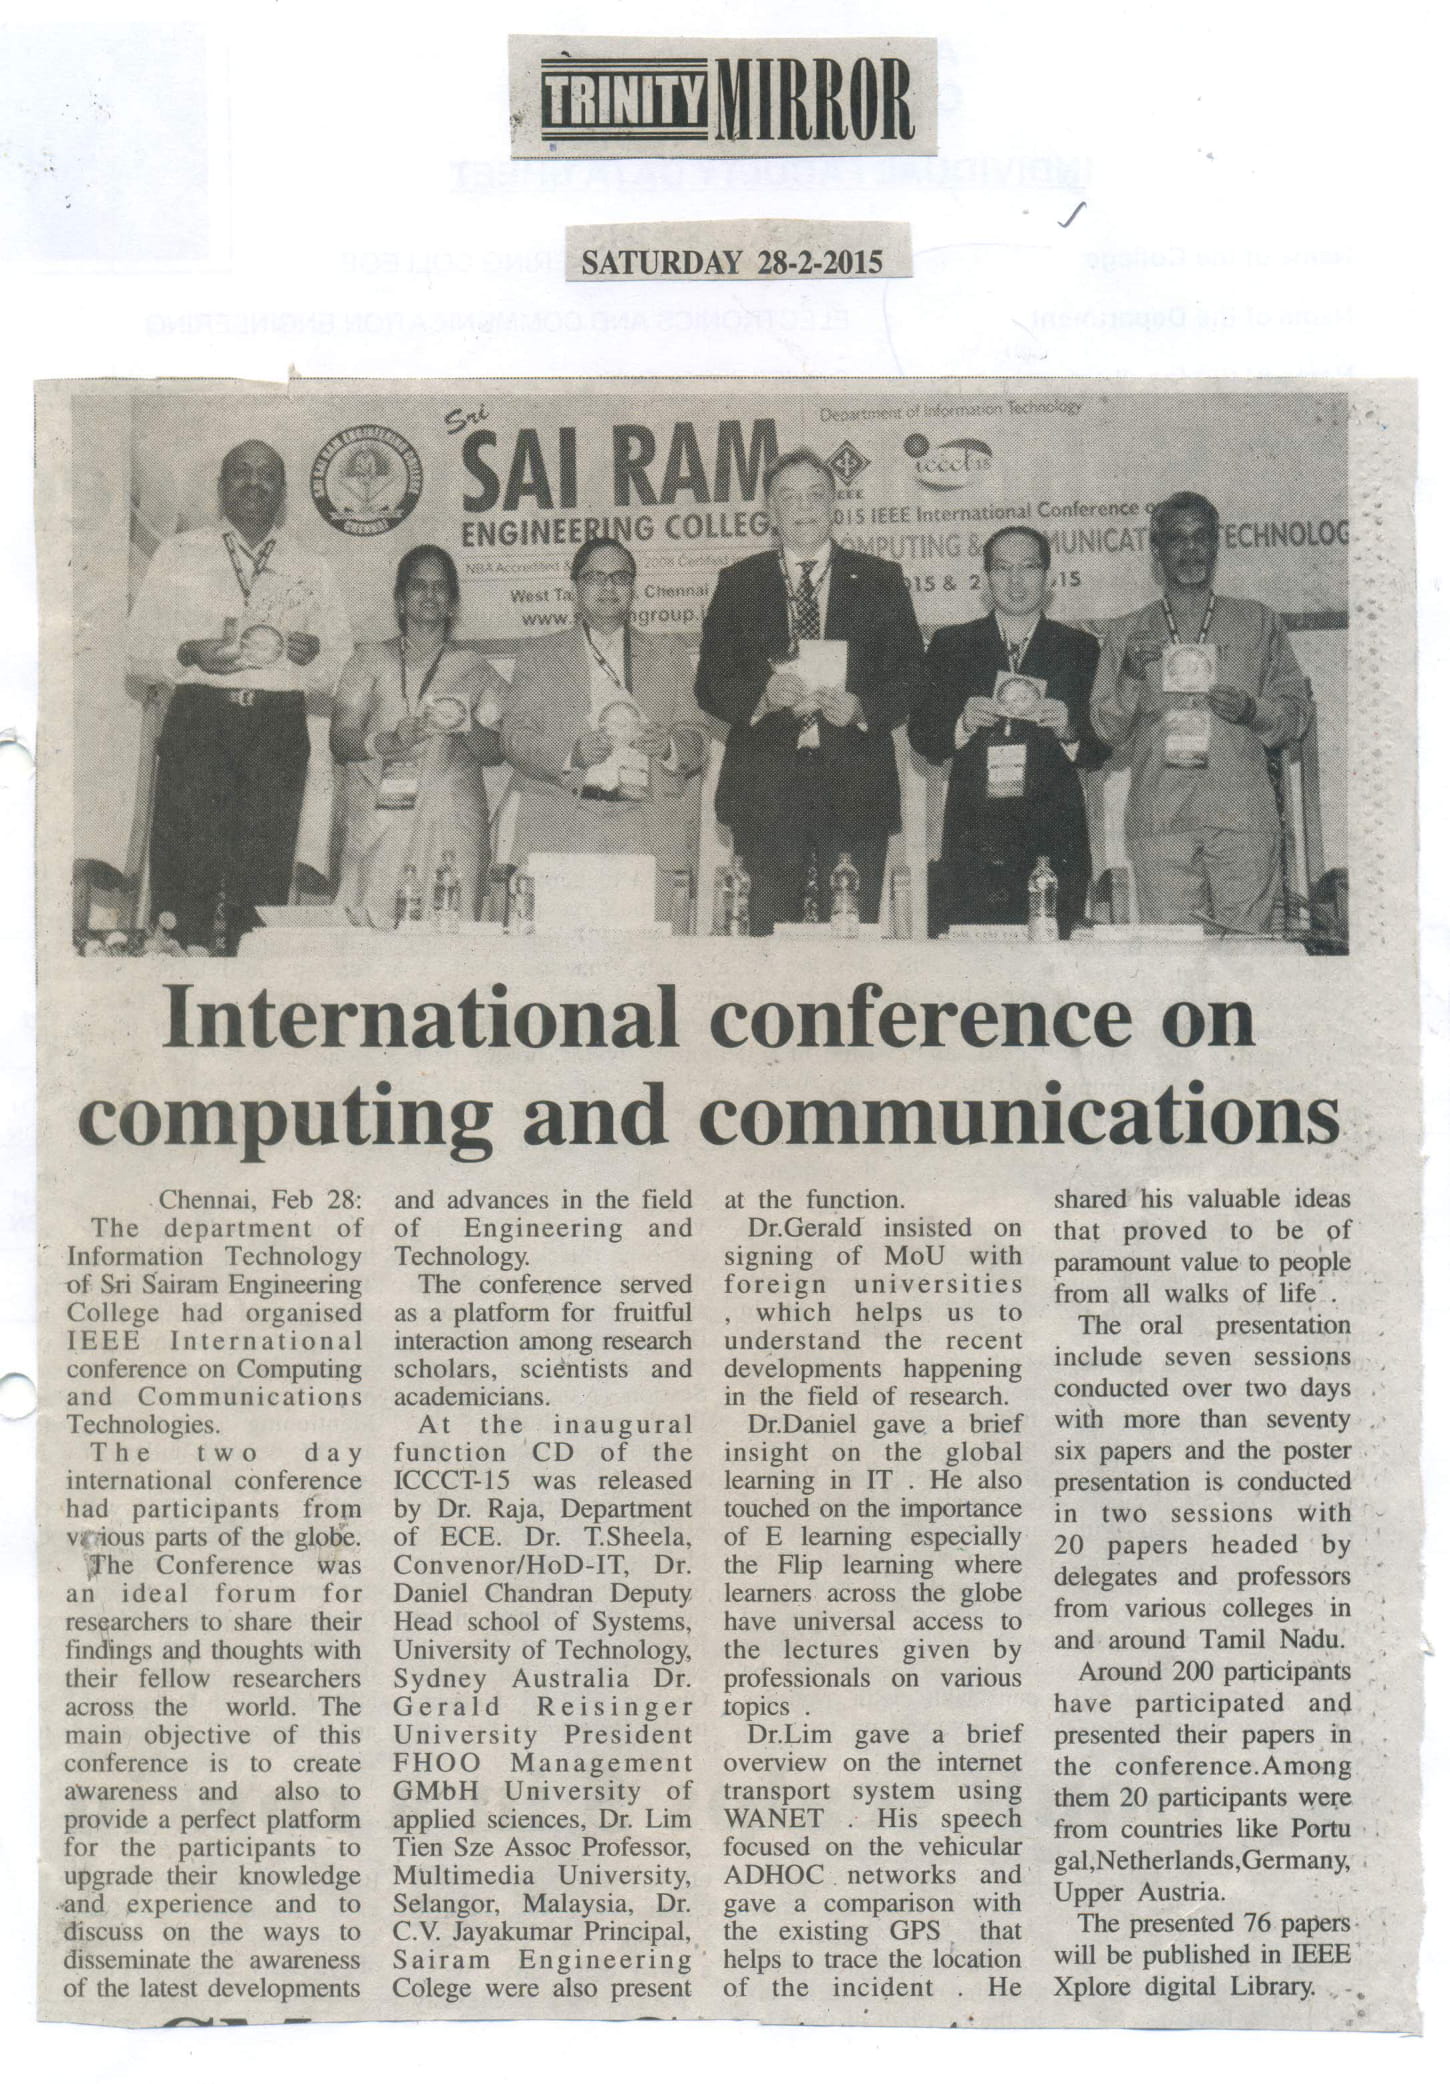 TRINITY MIRROR
SATURDAY 28-2-2015
Sri
SAI RAM
ENGINEERING COLLEG
SRI SAI RAM ENGINEERING COLLEGE
CHENNAI
NBA Accredited
2008 Certified
West Ta
Chennai
www.
ngroup.
Department of Information Technology
IEEE
iccct15
2015 IEEE International Conference o
COMPUTING & MUNICAT TECHNOLOG
015 & 2 15
International conference on
computing and communications
Chennai, Feb 28:
The department of
Information Technology
of Sri Sairam Engineering
College had organised
IEEE International
conference on Computing
and Communications
Technologies.
The two day
international conference
had participants from
various parts of the globe.
The Conference was
an ideal forum for
researchers to share their
findings and thoughts with
their fellow researchers
across the world. The
main objective of this
conference is to create
awareness and also to
provide a perfect platform
for the participants to
upgrade their knowledge
and experience and to
discuss on the ways to
disseminate the awareness
of the latest developments
and advances in the field
of Engineering and
Technology.
The conference served
as a platform for fruitful
interaction among research
scholars, scientists and
academicians.
At the inaugural
function CD of the
ICCCT-15 was released
by Dr. Raja, Department
of ECE. Dr. T.Sheela,
Convenor/HoD-IT, Dr.
Daniel Chandran Deputy
Head school of Systems,
University of Technology,
Sydney Australia Dr.
Gerald Reisinger
University President
FHOO Management
GMbH University of
applied sciences, Dr. Lim
Tien Sze Assoc Professor,
Multimedia University,
Selangor, Malaysia, Dr.
C.V. Jayakumar Principal,
Sairam Engineering
Colege were also present
at the function.
Dr.Gerald insisted on
signing of MoU with
foreign universities
, which helps us to
understand the recent
developments happening
in the field of research.
Dr.Daniel gave a brief
insight on the global
learning in IT . He also
touched on the importance
of E learning especially
the Flip learning where
learners across the globe
have universal access to
the lectures given by
professionals on various
topics .
Dr.Lim gave a brief
overview on the internet
transport system using
WANET . His speech
focused on the vehicular
ADHOC networks and
gave a comparison with
the existing GPS that
helps to trace the location
of the incident . He
shared his valuable ideas
that proved to be of
paramount value to people
from all walks of life .
The oral presentation
include seven sessions
conducted over two days
with more than seventy
six papers and the poster
presentation is conducted
in two sessions with
20 papers headed by
delegates and professors
from various colleges in
and around Tamil Nadu.
Around 200 participants
have participated and
presented their papers in
the conference.Among
them 20 participants were
from countries like Portu
gal,Netherlands,Germany,
Upper Austria.
The presented 76 papers
will be published in IEEE
Xplore digital Library.